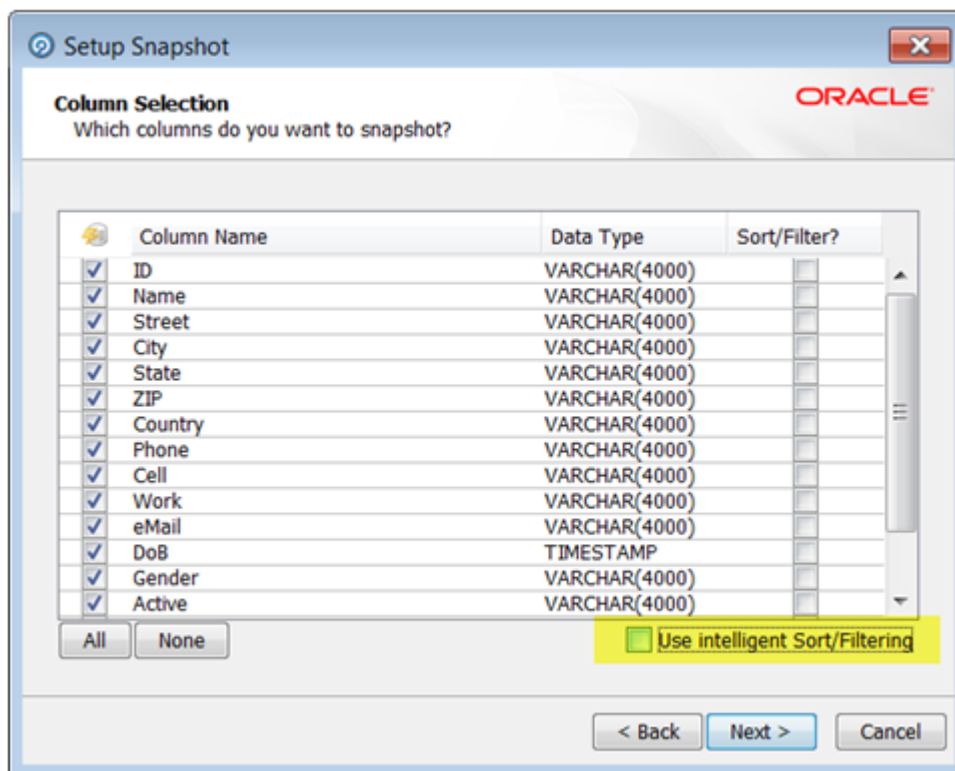 Setup Snapshot
Column Selection
ORACLE
Which columns do you want to snapshot?
Column Name Data Type Sort/Filter?
ID VARCHAR(4000)
Name VARCHAR(4000)
Street VARCHAR(4000)
City VARCHAR(4000)
State VARCHAR(4000)
ZIP VARCHAR(4000)
Country VARCHAR(4000)
Phone VARCHAR(4000)
Cell VARCHAR(4000)
Work VARCHAR(4000)
eMail VARCHAR(4000)
DoB TIMESTAMP
Gender VARCHAR(4000)
Active VARCHAR(4000)
All None Use intelligent Sort/Filtering
< Back Next > Cancel